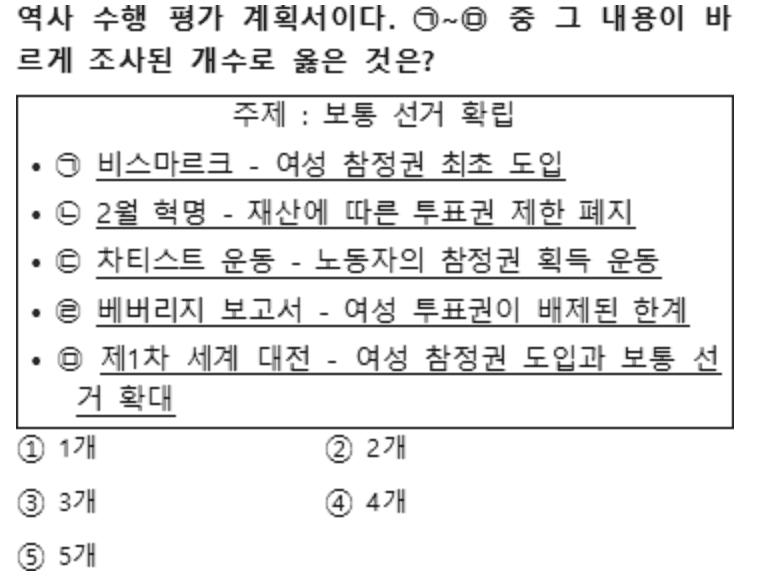 역사 수행 평가 계획서이다. ㉠~㉤ 중 그 내용이 바
르게 조사된 개수로 옳은 것은?
주제 : 보통 선거 확립
• ㉠ 비스마르크 - 여성 참정권 최초 도입
• ㉡ 2월 혁명 - 재산에 따른 투표권 제한 폐지
• ㉢ 차티스트 운동 - 노동자의 참정권 획득 운동
• ㉣ 베버리지 보고서 - 여성 투표권이 배제된 한계
• ㉤ 제1차 세계 대전 - 여성 참정권 도입과 보통 선
거 확대
① 1개 ② 2개
③ 3개 ④ 4개
⑤ 5개